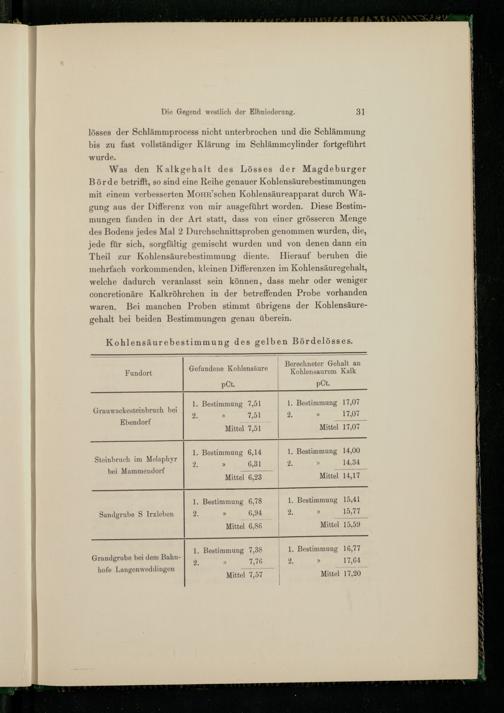 Die Gegend westlich der Elbniederung. 31
lösses der Schlämmprocess nicht unterbrochen und die Schlämmung
bis zu fast vollständiger Klärung im Schlämmcylinder fortgeführt
wurde.
Was den Kalkgehalt des Lösses der Magdeburger
Börde betrifft, so sind eine Reihe genauer Kohlensäurebestimmungen
mit einem verbesserten MOHR'schen Kohlensäureapparat durch Wä-
gung aus der Differenz von mir ausgeführt worden. Diese Bestim-
mungen fanden in der Art statt, dass von einer grösseren Menge
des Bodens jedes Mal 2 Durchschnittsproben genommen wurden, die,
jede für sich, sorgfältig gemischt wurden und von denen dann ein
Theil zur Kohlensäurebestimmung diente. Hierauf beruhen die
mehrfach vorkommenden, kleinen Differenzen im Kohlensäuregehalt,
welche dadurch veranlasst sein können, dass mehr oder weniger
concretionäre Kalkröhrchen in der betreffenden Probe vorhanden
waren. Bei manchen Proben stimmt übrigens der Kohlensäure-
gehalt bei beiden Bestimmungen genau überein.
Kohlensäurebestimmung des gelben Bördelösses.
Fundort
Gefundene Kohlensäure
pCt.
Berechneter Gehalt an
Kohlensaurem Kalk
pCt.
Grauwackesteinbruch bei
Ebendorf
1. Bestimmung 7,51
2. » 7,51
Mittel 7,51
1. Bestimmung 17,07
2. » 17,07
Mittel 17,07
Steinbruch im Melaphyr
bei Mammendorf
1. Bestimmung 6,14
2. » 6,31
Mittel 6,23
1. Bestimmung 14,00
2. » 14,34
Mittel 14,17
Sandgrube S Irxleben
1. Bestimmung 6,78
2. » 6,94
Mittel 6,86
1. Bestimmung 15,41
2. » 15,77
Mittel 15,59
Grandgrube bei dem Bahn-
hofe Langenweddingen
1. Bestimmung 7,38
2. » 7,76
Mittel 7,57
1. Bestimmung 16,77
2. » 17,64
Mittel 17,20